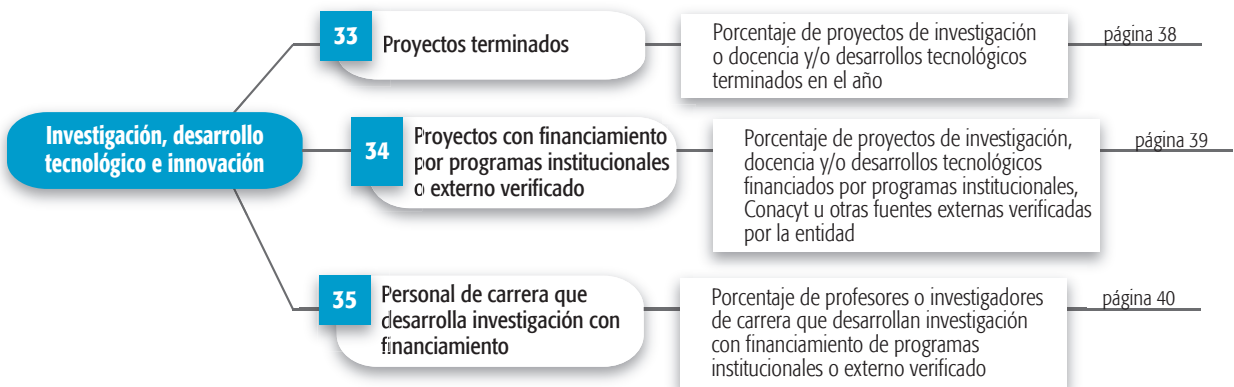 33
Proyectos terminados
Porcentaje de proyectos de investigación
o docencia y/o desarrollos tecnológicos
terminados en el año
página 38
Investigación, desarrollo
tecnológico e innovación
34
Proyectos con financiamiento
por programas institucionales
o externo verificado
Porcentaje de proyectos de investigación,
docencia y/o desarrollos tecnológicos
financiados por programas institucionales,
Conacyt u otras fuentes externas verificadas
por la entidad
página 39
35
Personal de carrera que
desarrolla investigación con
financiamiento
Porcentaje de profesores o investigadores
de carrera que desarrollan investigación
con financiamiento de programas
institucionales o externo verificado
página 40